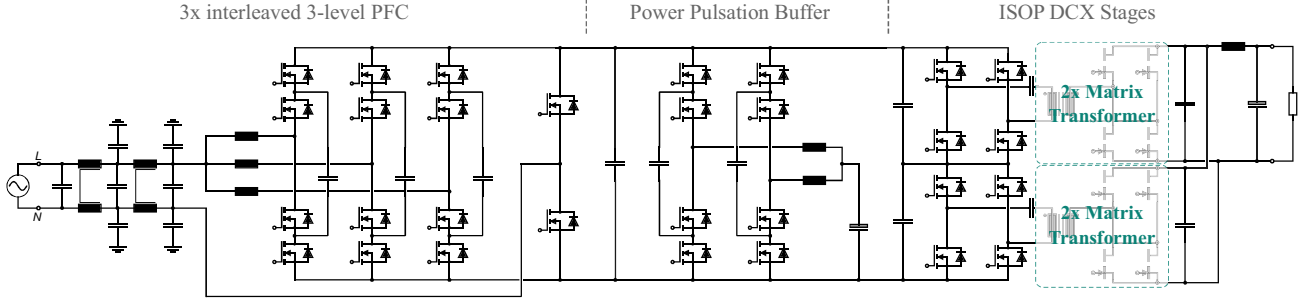 3x interleaved 3-level PFC
Power Pulsation Buffer
ISOP DCX Stages
2x Matrix
Transformer
L
N
2x Matrix
Transformer